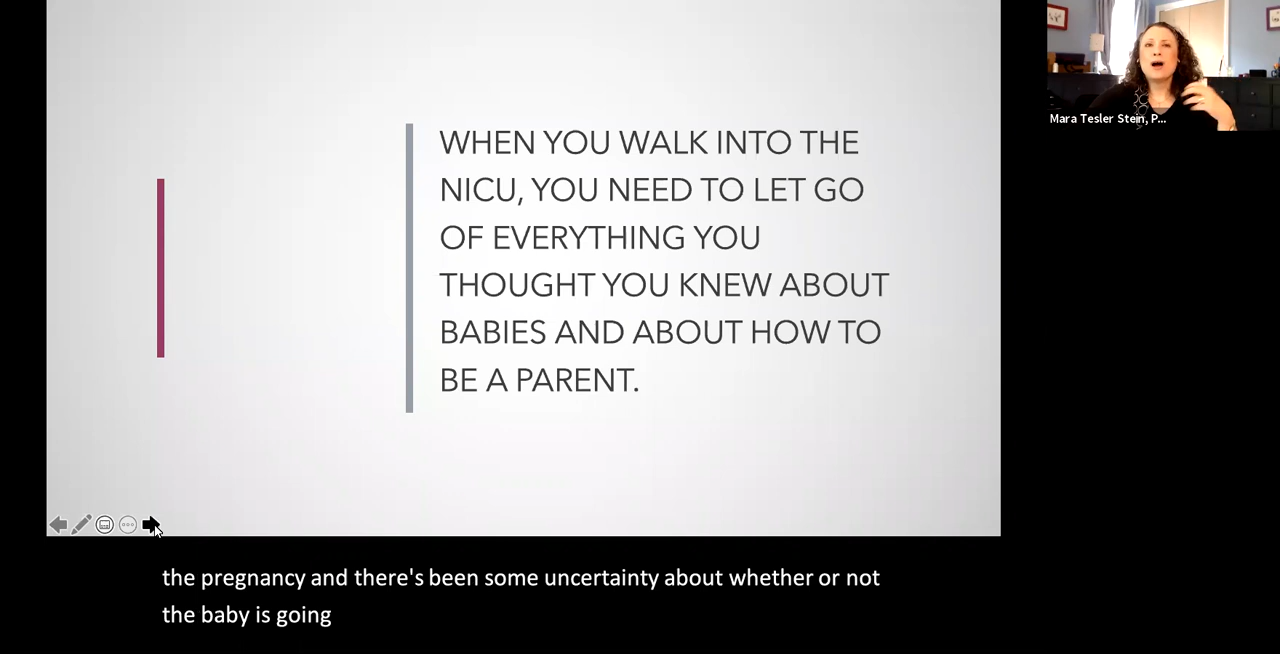 WHEN YOU WALK INTO THE
NICU, YOU NEED TO LET GO
OF EVERYTHING YOU
THOUGHT YOU KNEW ABOUT
BABIES AND ABOUT HOW TO
BE A PARENT.
Mara Tesler Stein, P...
the pregnancy and there's been some uncertainty about whether or not
the baby is going